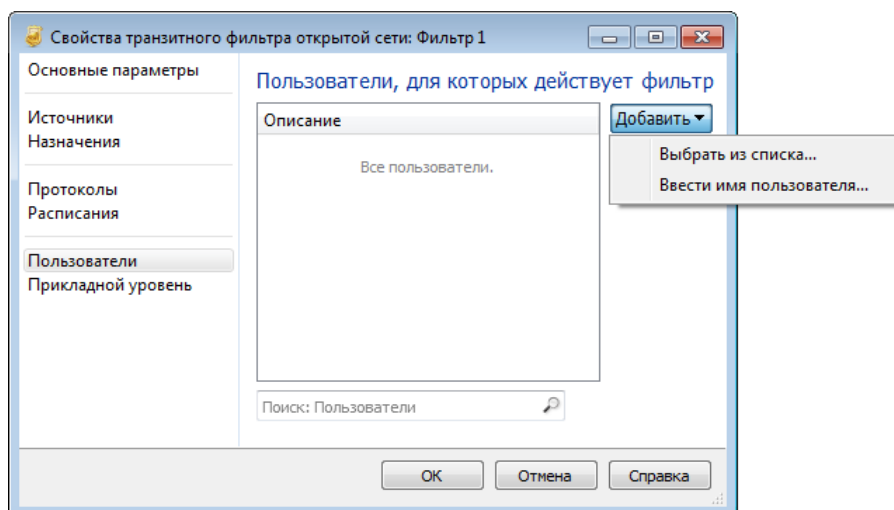 Свойства транзитного фильтра открытой сети: Фильтр 1
Основные параметры
Источники
Назначения
Протоколы
Расписания
Пользователи
Прикладной уровень
Пользователи, для которых действует фильтр
Описание
Все пользователи.
Добавить
Выбрать из списка...
Ввести имя пользователя...
Поиск: Пользователи
ОК
Отмена
Справка